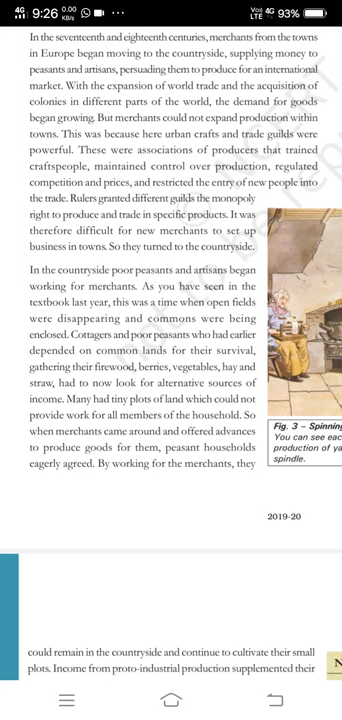 4G 9:26 0.00 KB/s ... Voi) 4G LTE 93%
In the seventeenth and eighteenth centuries, merchants from the towns
in Europe began moving to the countryside, supplying money to
peasants and artisans, persuading them to produce for an international
market. With the expansion of world trade and the acquisition of
colonies in different parts of the world, the demand for goods
began growing. But merchants could not expand production within
towns. This was because here urban crafts and trade guilds were
powerful. These were associations of producers that trained
craftspeople, maintained control over production, regulated
competition and prices, and restricted the entry of new people into
the trade. Rulers granted different guilds the monopoly
right to produce and trade in specific products. It was
therefore difficult for new merchants to set up
business in towns. So they turned to the countryside.
In the countryside poor peasants and artisans began
working for merchants. As you have seen in the
textbook last year, this was a time when open fields
were disappearing and commons were being
enclosed. Cottagers and poor peasants who had earlier
depended on common lands for their survival,
gathering their firewood, berries, vegetables, hay and
straw, had to now look for alternative sources of
income. Many had tiny plots of land which could not
provide work for all members of the household. So
when merchants came around and offered advances
to produce goods for them, peasant households
eagerly agreed. By working for the merchants, they
Fig. 3 – Spinning
You can see eac
production of ya
spindle.
2019-20
could remain in the countryside and continue to cultivate their small
plots. Income from proto-industrial production supplemented their
N